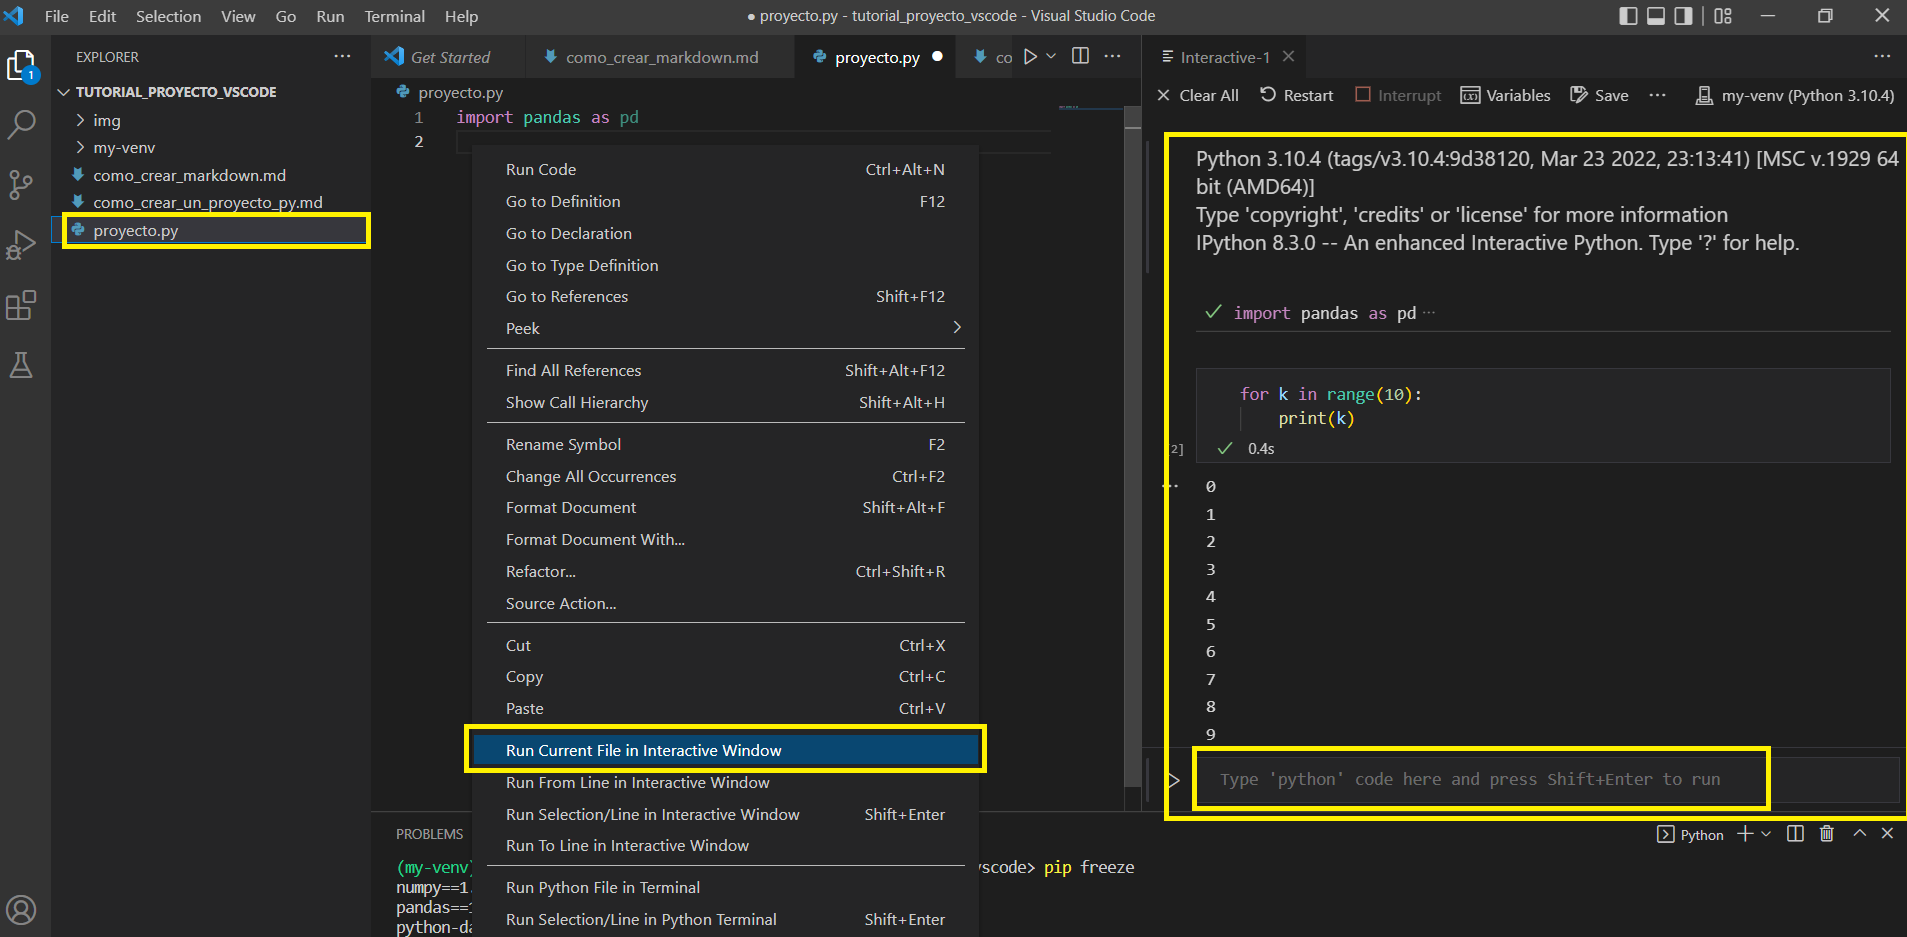 File Edit Selection View Go Run Terminal Help
● proyecto.py - tutorial_proyecto_vscode - Visual Studio Code
1
EXPLORER
TUTORIAL_PROYECTO_VSCODE
img
my-venv
como_crear_markdown.md
como_crear_un_proyecto_py.md
proyecto.py
Get Started
como_crear_markdown.md
proyecto.py
co
proyecto.py
1 import pandas as pd
2
Run Code Ctrl+Alt+N
Go to Definition F12
Go to Declaration
Go to Type Definition
Go to References Shift+F12
Peek
Find All References Shift+Alt+F12
Show Call Hierarchy Shift+Alt+H
Rename Symbol F2
Change All Occurrences Ctrl+F2
Format Document Shift+Alt+F
Format Document With...
Refactor... Ctrl+Shift+R
Source Action...
Cut Ctrl+X
Copy Ctrl+C
Paste Ctrl+V
Run Current File in Interactive Window
Run From Line in Interactive Window
Run Selection/Line in Interactive Window Shift+Enter
Run To Line in Interactive Window
Run Python File in Terminal
Run Selection/Line in Python Terminal Shift+Enter
Interactive-1
Clear All Restart Interrupt Variables Save ··· my-venv (Python 3.10.4)
Python 3.10.4 (tags/v3.10.4:9d38120, Mar 23 2022, 23:13:41) [MSC v.1929 64
bit (AMD64)]
Type 'copyright', 'credits' or 'license' for more information
IPython 8.3.0 -- An enhanced Interactive Python. Type '?' for help.
import pandas as pd ···
for k in range(10):
print(k)
2] 0.4s
0
1
2
3
4
5
6
7
8
9
Type 'python' code here and press Shift+Enter to run
PROBLEMS
Python
(my-venv) scode> pip freeze
numpy==1.
pandas==1
python-da